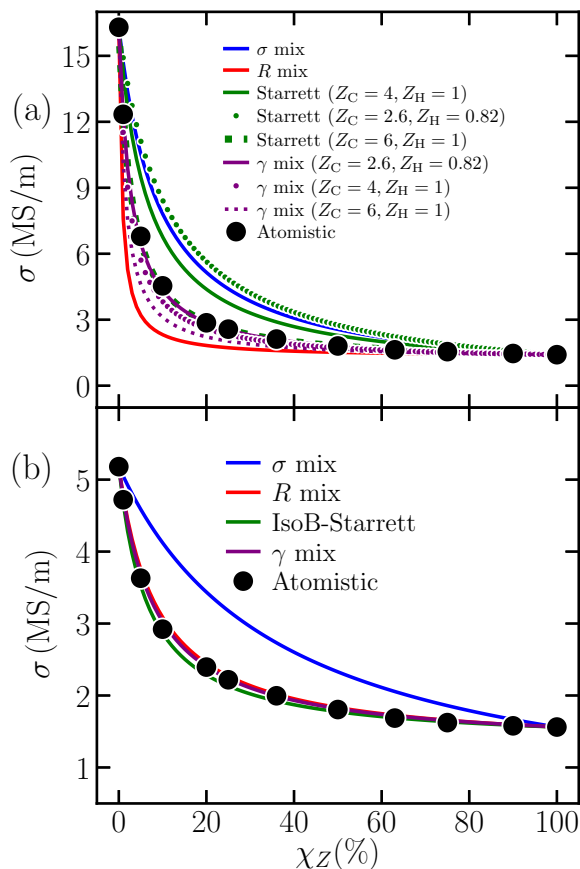 (a)
σ (MS/m)
15
12
9
6
3
0
σ mix
R mix
Starrett (Z_C = 4, Z_H = 1)
Starrett (Z_C = 2.6, Z_H = 0.82)
Starrett (Z_C = 6, Z_H = 1)
γ mix (Z_C = 2.6, Z_H = 0.82)
γ mix (Z_C = 4, Z_H = 1)
γ mix (Z_C = 6, Z_H = 1)
Atomistic
(b)
σ (MS/m)
5
4
3
2
1
σ mix
R mix
IsoB-Starrett
γ mix
Atomistic
0 20 40 60 80 100
χ_Z(%)